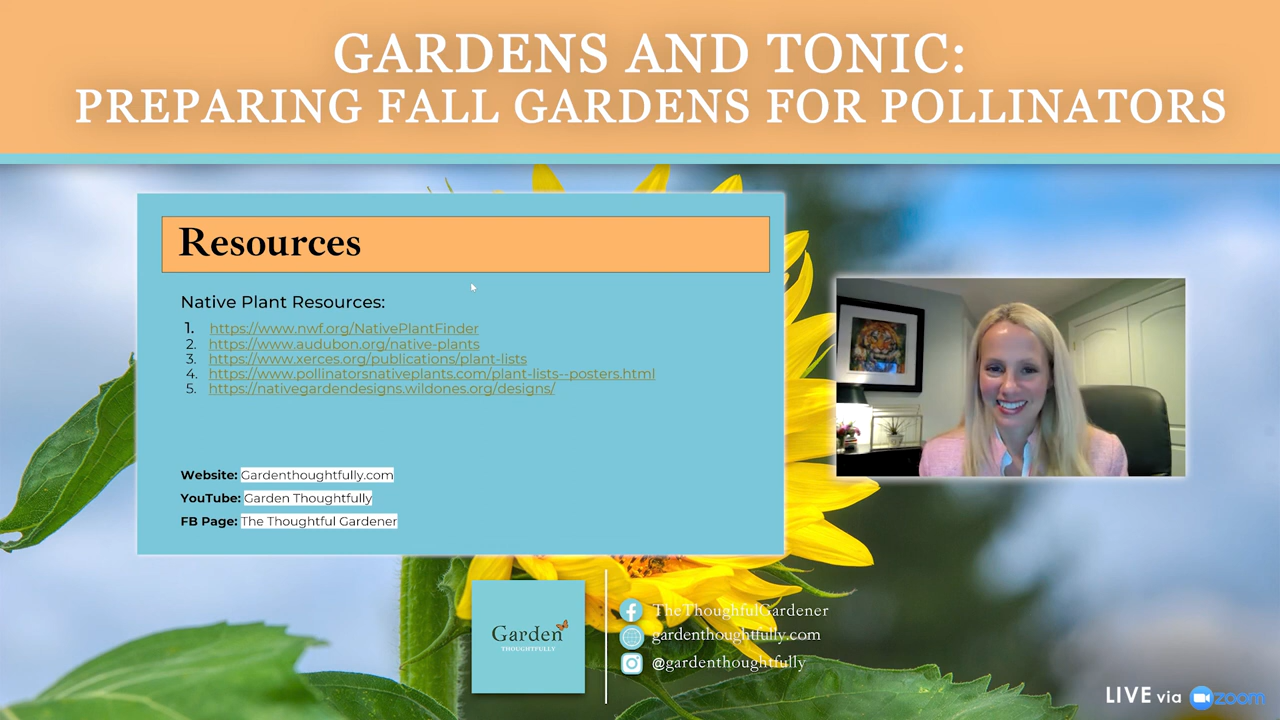 GARDENS AND TONIC:
PREPARING FALL GARDENS FOR POLLINATORS
Resources
Native Plant Resources:
1. https://www.nwf.org/NativePlantFinder
2. https://www.audubon.org/native-plants
3. https://www.xerces.org/publications/plant-lists
4. https://www.pollinatorsnativeplants.com/plant-lists--posters.html
5. https://nativegardendesigns.wildones.org/designs/
Website: Gardenthoughtfully.com
YouTube: Garden Thoughtfully
FB Page: The Thoughtful Gardener
Garden
THOUGHTFULLY
TheThoughfulGardener
gardenthoughtfully.com
@gardenthoughtfully
LIVE via zoom